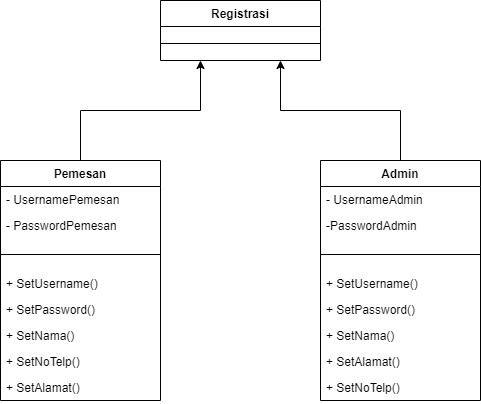 Registrasi
Pemesan
- UsernamePemesan
- PasswordPemesan
+ SetUsername()
+ SetPassword()
+ SetNama()
+ SetNoTelp()
+ SetAlamat()
Admin
- UsernameAdmin
-PasswordAdmin
+ SetUsername()
+ SetPassword()
+ SetNama()
+ SetAlamat()
+ SetNoTelp()